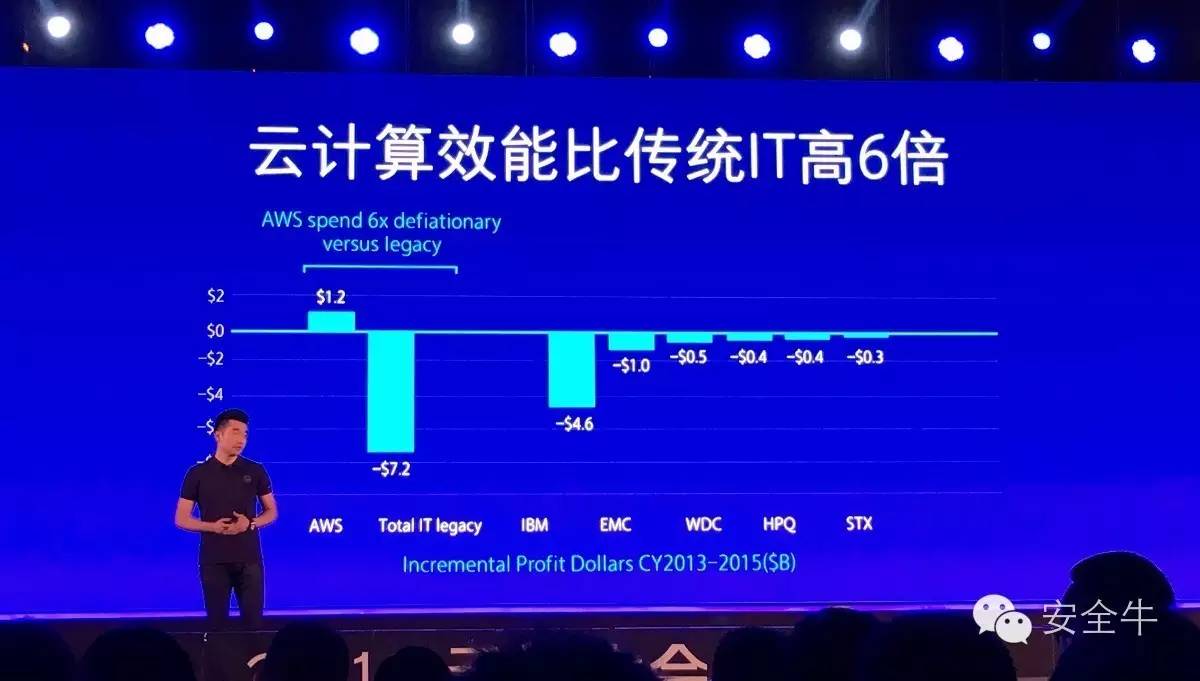 云计算效能比传统IT高6倍
AWS spend 6x defiationary
versus legacy
$2
$1.2
$0
-$2
-$0.5
-$0.4
-$0.4
-$0.3
-$1.0
-$4
-$4.6
-$7.2
AWS
Total IT legacy
IBM
EMC
WDC
HPQ
STX
Incremental Profit Dollars CY2013-2015($B)
安全牛